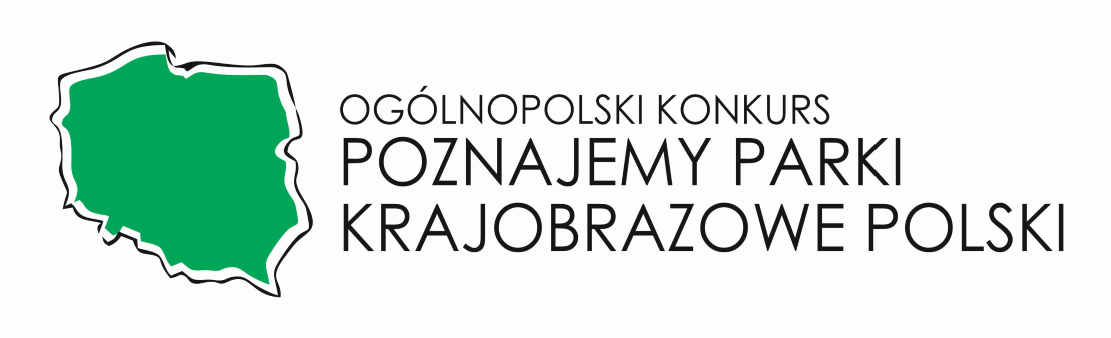 OGÓLNOPOLSKI KONKURS
POZNAJEMY PARKI
KRAJOBRAZOWE POLSKI